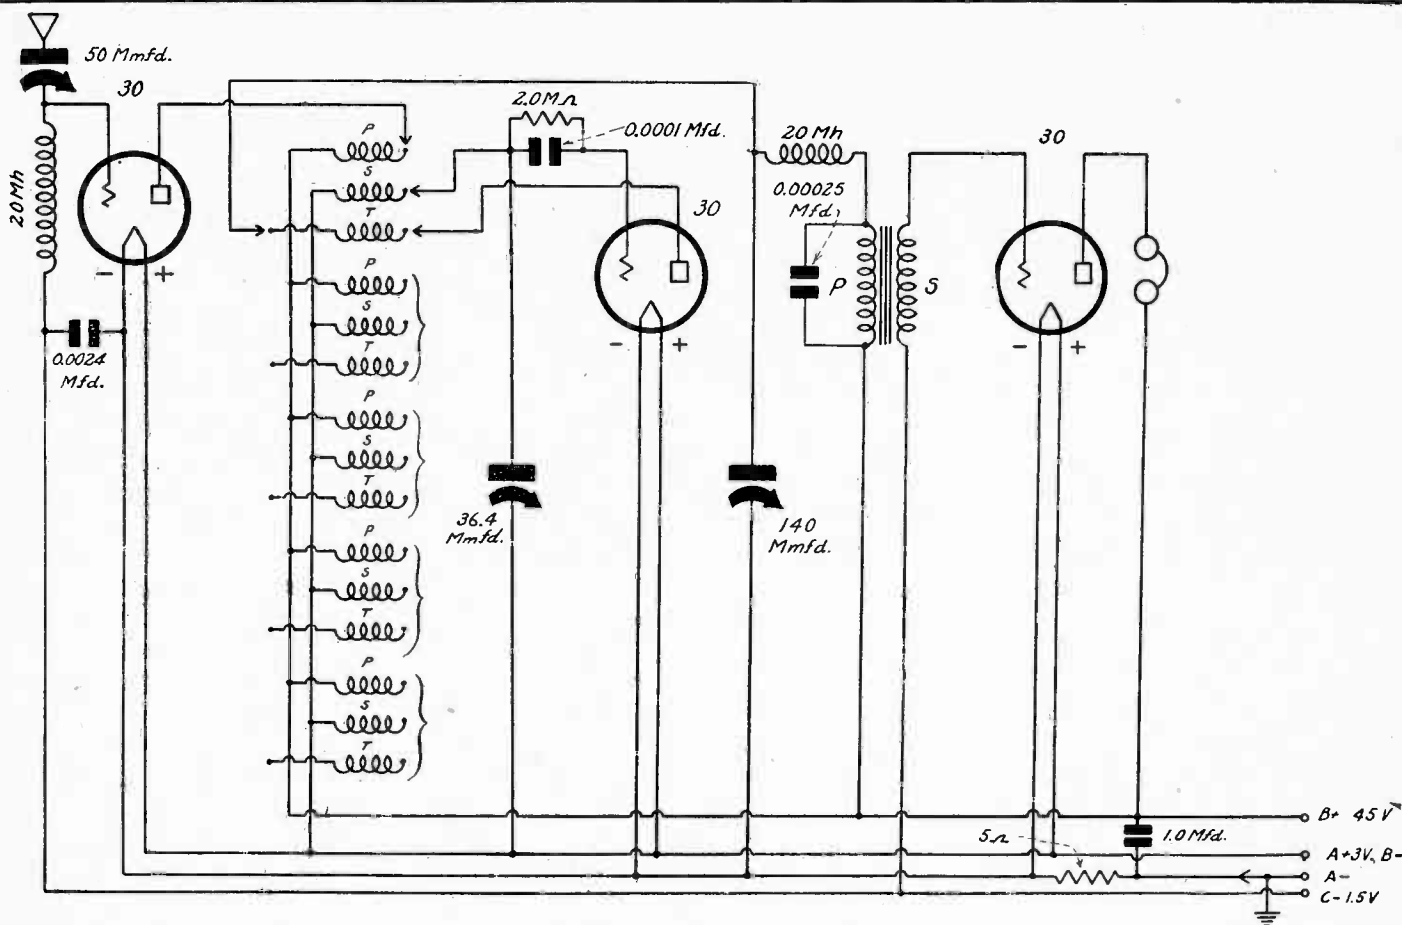 50 Mmfd.
30
20 Mh
- +
0.0024
Mfd.
P
S
T
P
S
T
P
S
T
P
S
T
P
S
T
2.0 MΩ
0.0001 Mfd.
30
- +
36.4
Mmfd.
140
Mmfd.
20 Mh
0.00025
Mfd.
P
S
30
- +
5Ω
1.0 Mfd.
B+ 45V
A+3V, B-
A-
C-1.5V